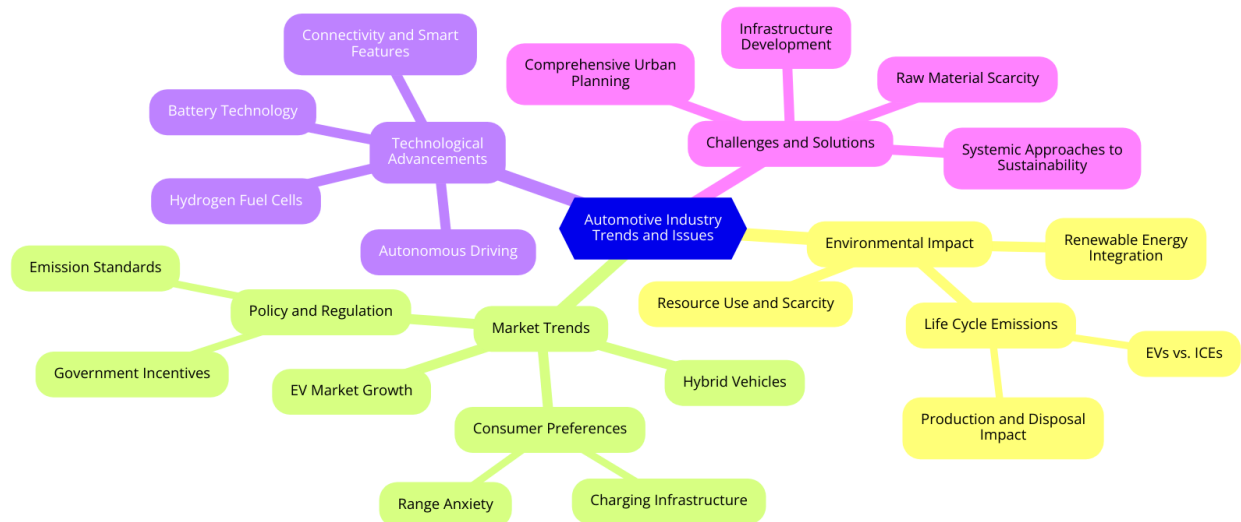 Automotive Industry
Trends and Issues
Technological
Advancements
Connectivity and Smart
Features
Battery Technology
Hydrogen Fuel Cells
Autonomous Driving
Challenges and Solutions
Comprehensive Urban
Planning
Infrastructure
Development
Raw Material Scarcity
Systemic Approaches to
Sustainability
Environmental Impact
Renewable Energy
Integration
Resource Use and Scarcity
Life Cycle Emissions
EVs vs. ICEs
Production and Disposal
Impact
Market Trends
Policy and Regulation
Emission Standards
Government Incentives
EV Market Growth
Consumer Preferences
Range Anxiety
Charging Infrastructure
Hybrid Vehicles